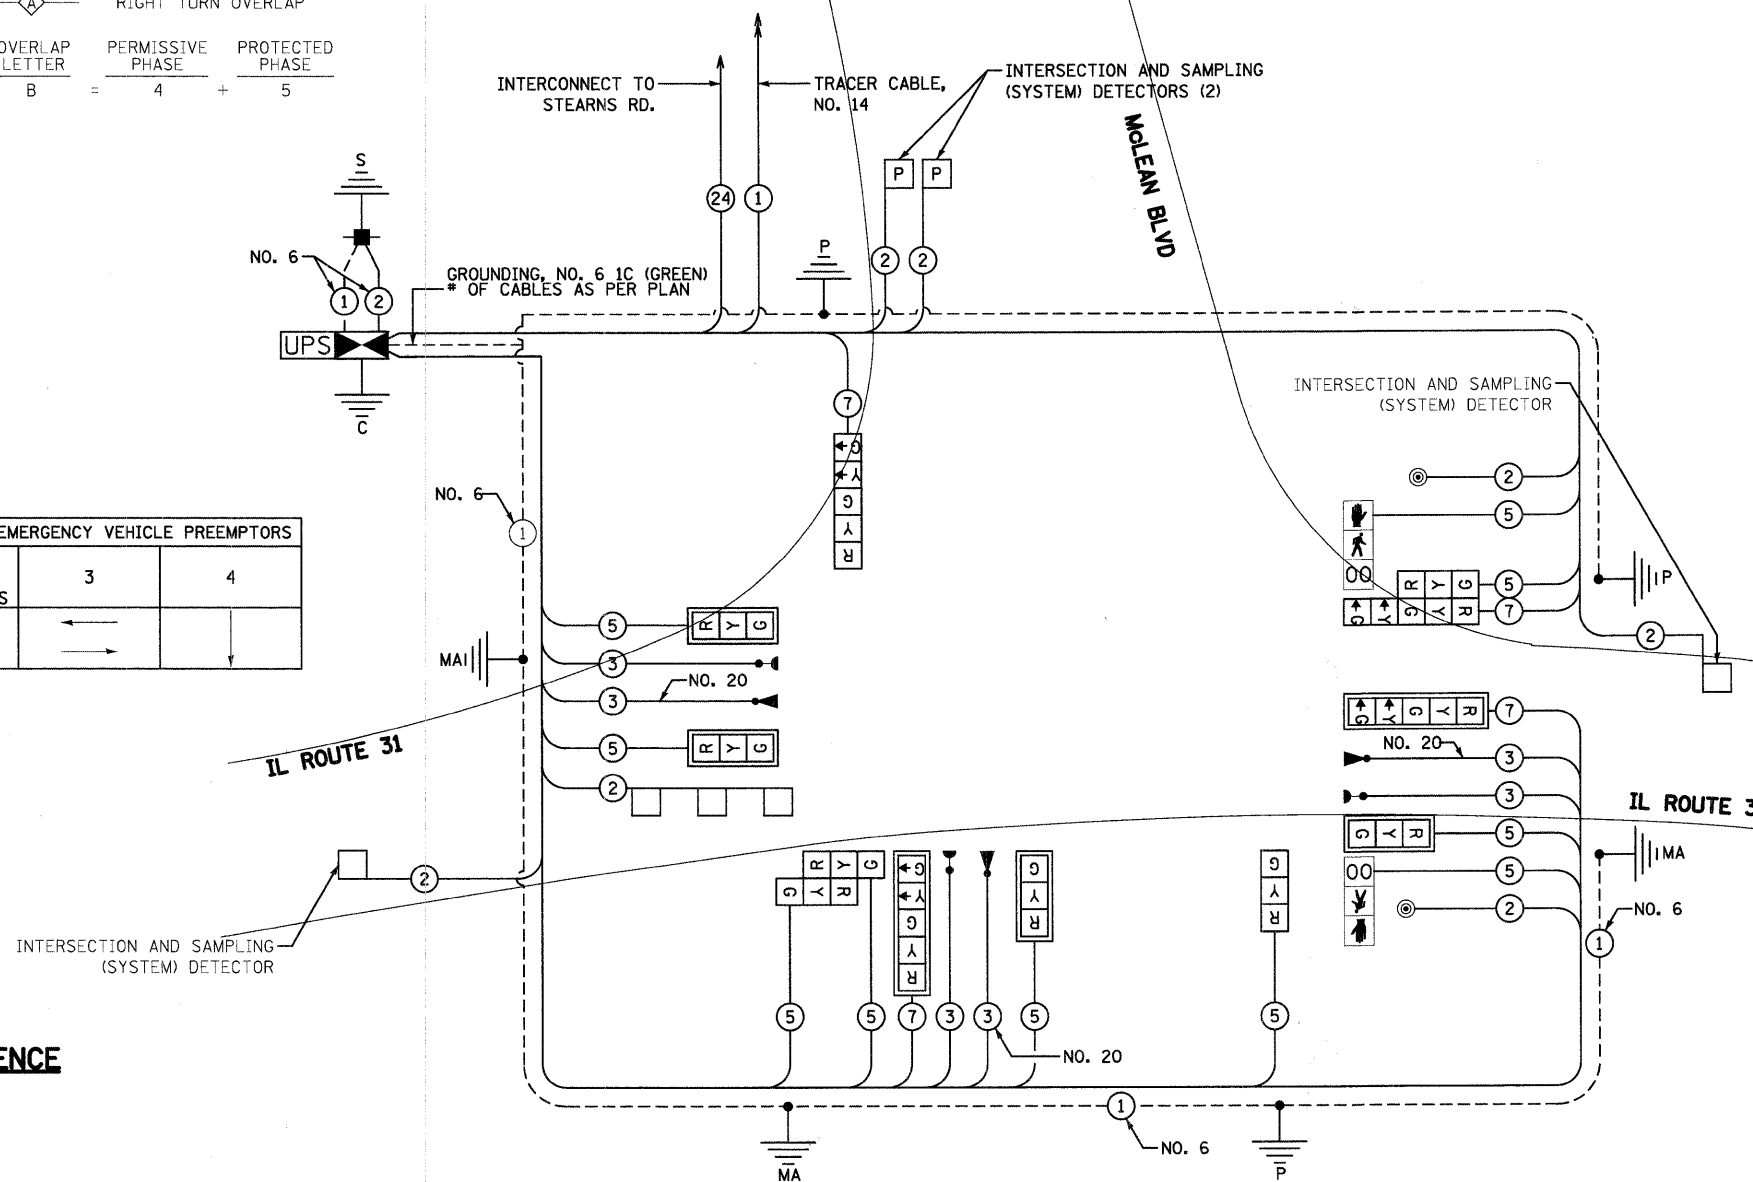 A
RIGHT TURN OVERLAP
OVERLAP LETTER
PERMISSIVE PHASE
PROTECTED PHASE
B = 4 + 5
INTERCONNECT TO
STEARNS RD.
TRACER CABLE,
NO. 14
INTERSECTION AND SAMPLING
(SYSTEM) DETECTORS (2)
McLEAN BLVD
P P
24 1
S
P
2 2
NO. 6
1 2
GROUNDING, NO. 6 1C (GREEN)
# OF CABLES AS PER PLAN
UPS
C
7
G
Y
G
Y
R
INTERSECTION AND SAMPLING
(SYSTEM) DETECTOR
2
5
00
R Y G 5
G Y G Y R 7
P
2
NO. 6
1
EMERGENCY VEHICLE PREEMPTORS
3 4
S
5 R Y G
MA
3
3 NO. 20
5 R Y G
2
IL ROUTE 31
G Y G Y R 7
NO. 20
3
3
IL ROUTE 3
G Y R 5
00 5
2
MA
NO. 6
1
2
INTERSECTION AND SAMPLING
(SYSTEM) DETECTOR
R Y G
G Y R
G
Y
G
Y
R
G
Y
R
G
Y
R
5 5 7 3 3 5 5
NO. 20
ENCE
1
NO. 6
MA
P